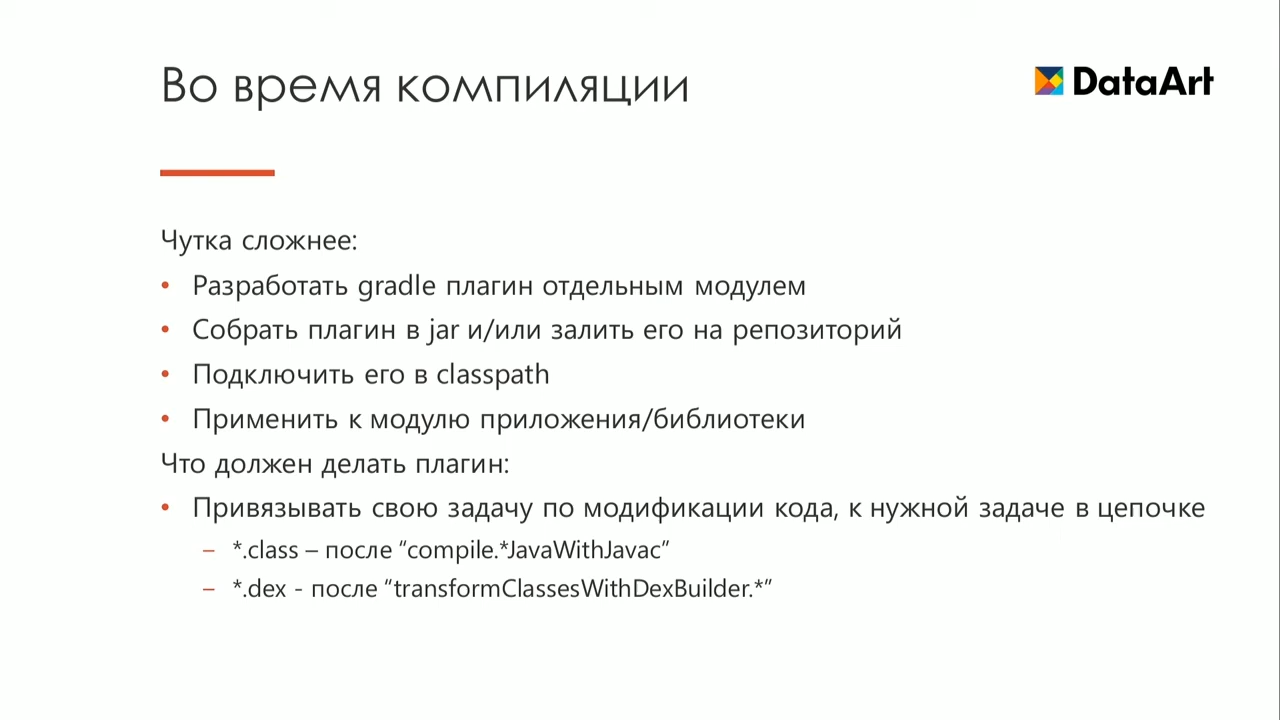 Во время компиляции
DataArt
Чутка сложнее:
• Разработать gradle плагин отдельным модулем
• Собрать плагин в jar и/или залить его на репозиторий
• Подключить его в classpath
• Применить к модулю приложения/библиотеки
Что должен делать плагин:
• Привязывать свою задачу по модификации кода, к нужной задаче в цепочке
– *.class – после “compile.*JavaWithJavac”
– *.dex - после “transformClassesWithDexBuilder.*”